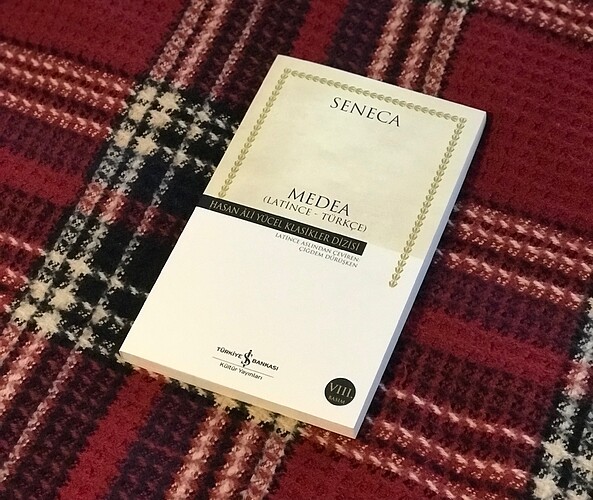 SENECA
MEDEA
(LATİNCE - TÜRKÇE)
HASAN ALİ YÜCEL KLASİKLER DİZİSİ
LATİNCE ASLINDAN ÇEVİREN:
ÇİĞDEM DÜRÜŞKEN
TÜRKİYE İŞ BANKASI
Kültür Yayınları
VIII.
BASIM